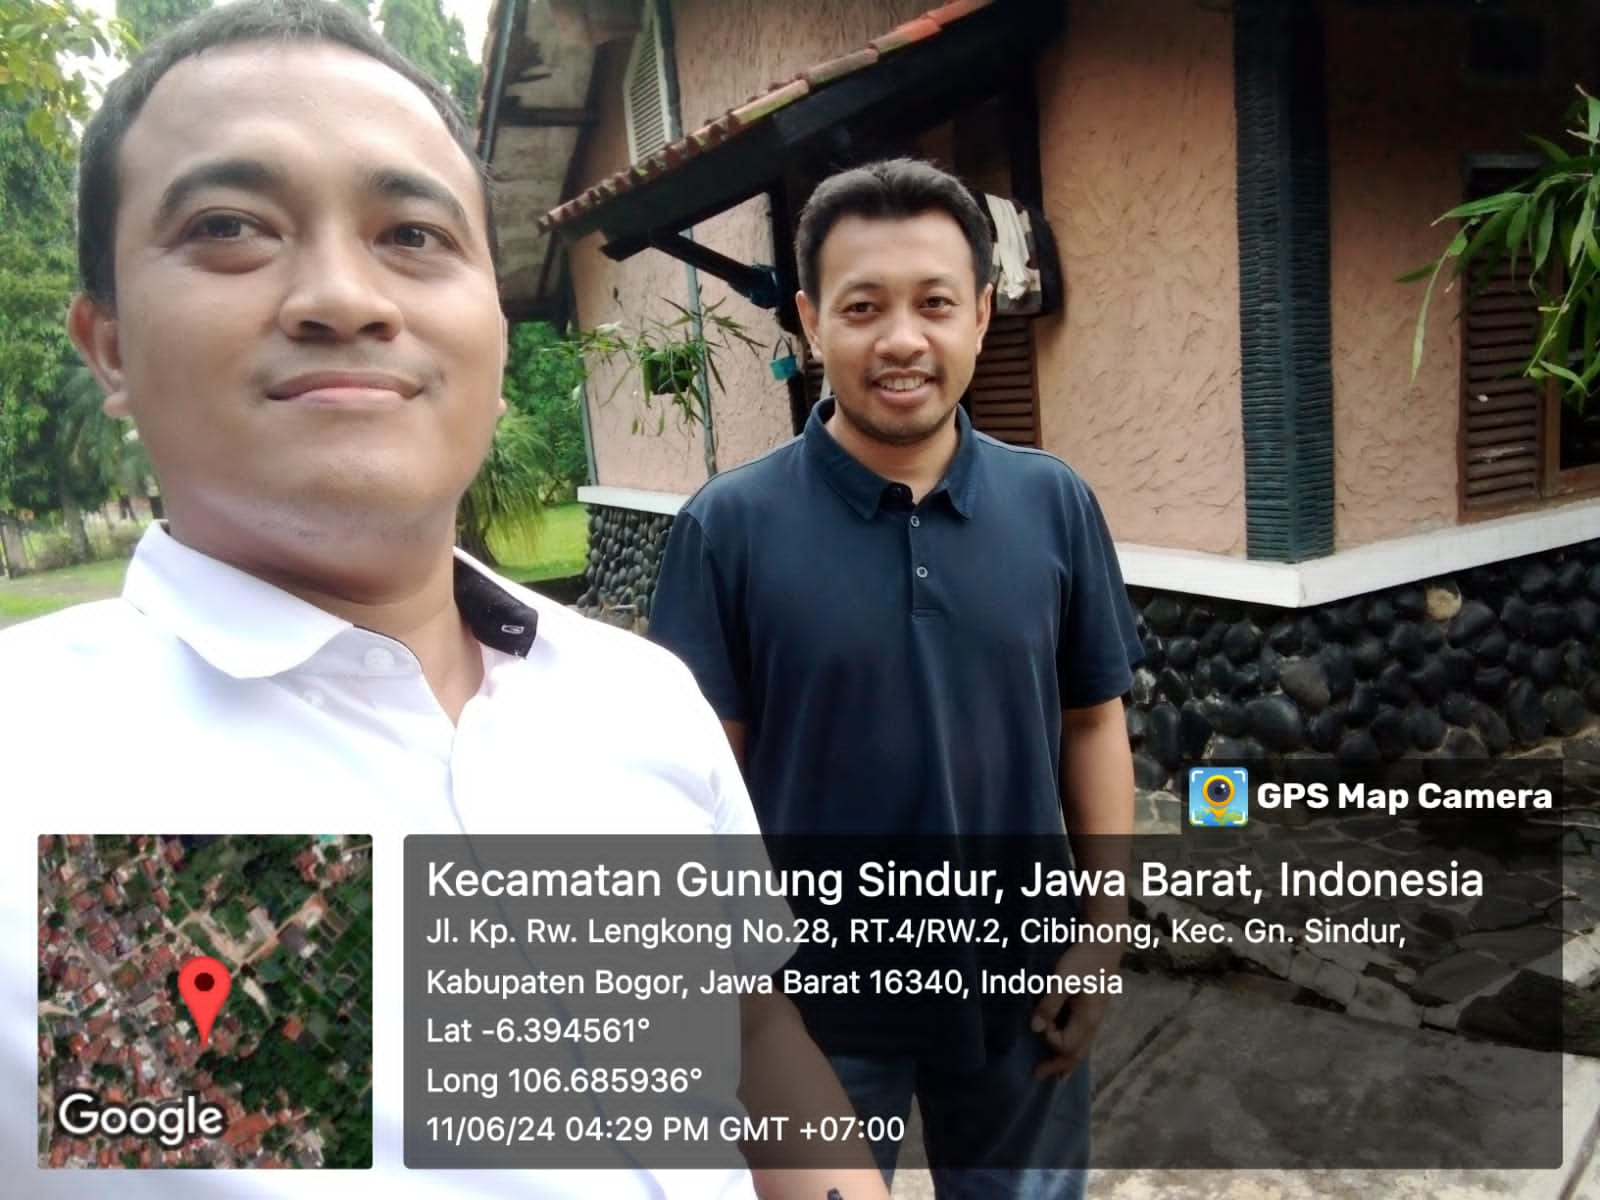 GPS Map Camera
Kecamatan Gunung Sindur, Jawa Barat, Indonesia
Jl. Kp. Rw. Lengkong No.28, RT.4/RW.2, Cibinong, Kec. Gn. Sindur,
Kabupaten Bogor, Jawa Barat 16340, Indonesia
Lat -6.394561°
Long 106.685936°
11/06/24 04:29 PM GMT +07:00
Google